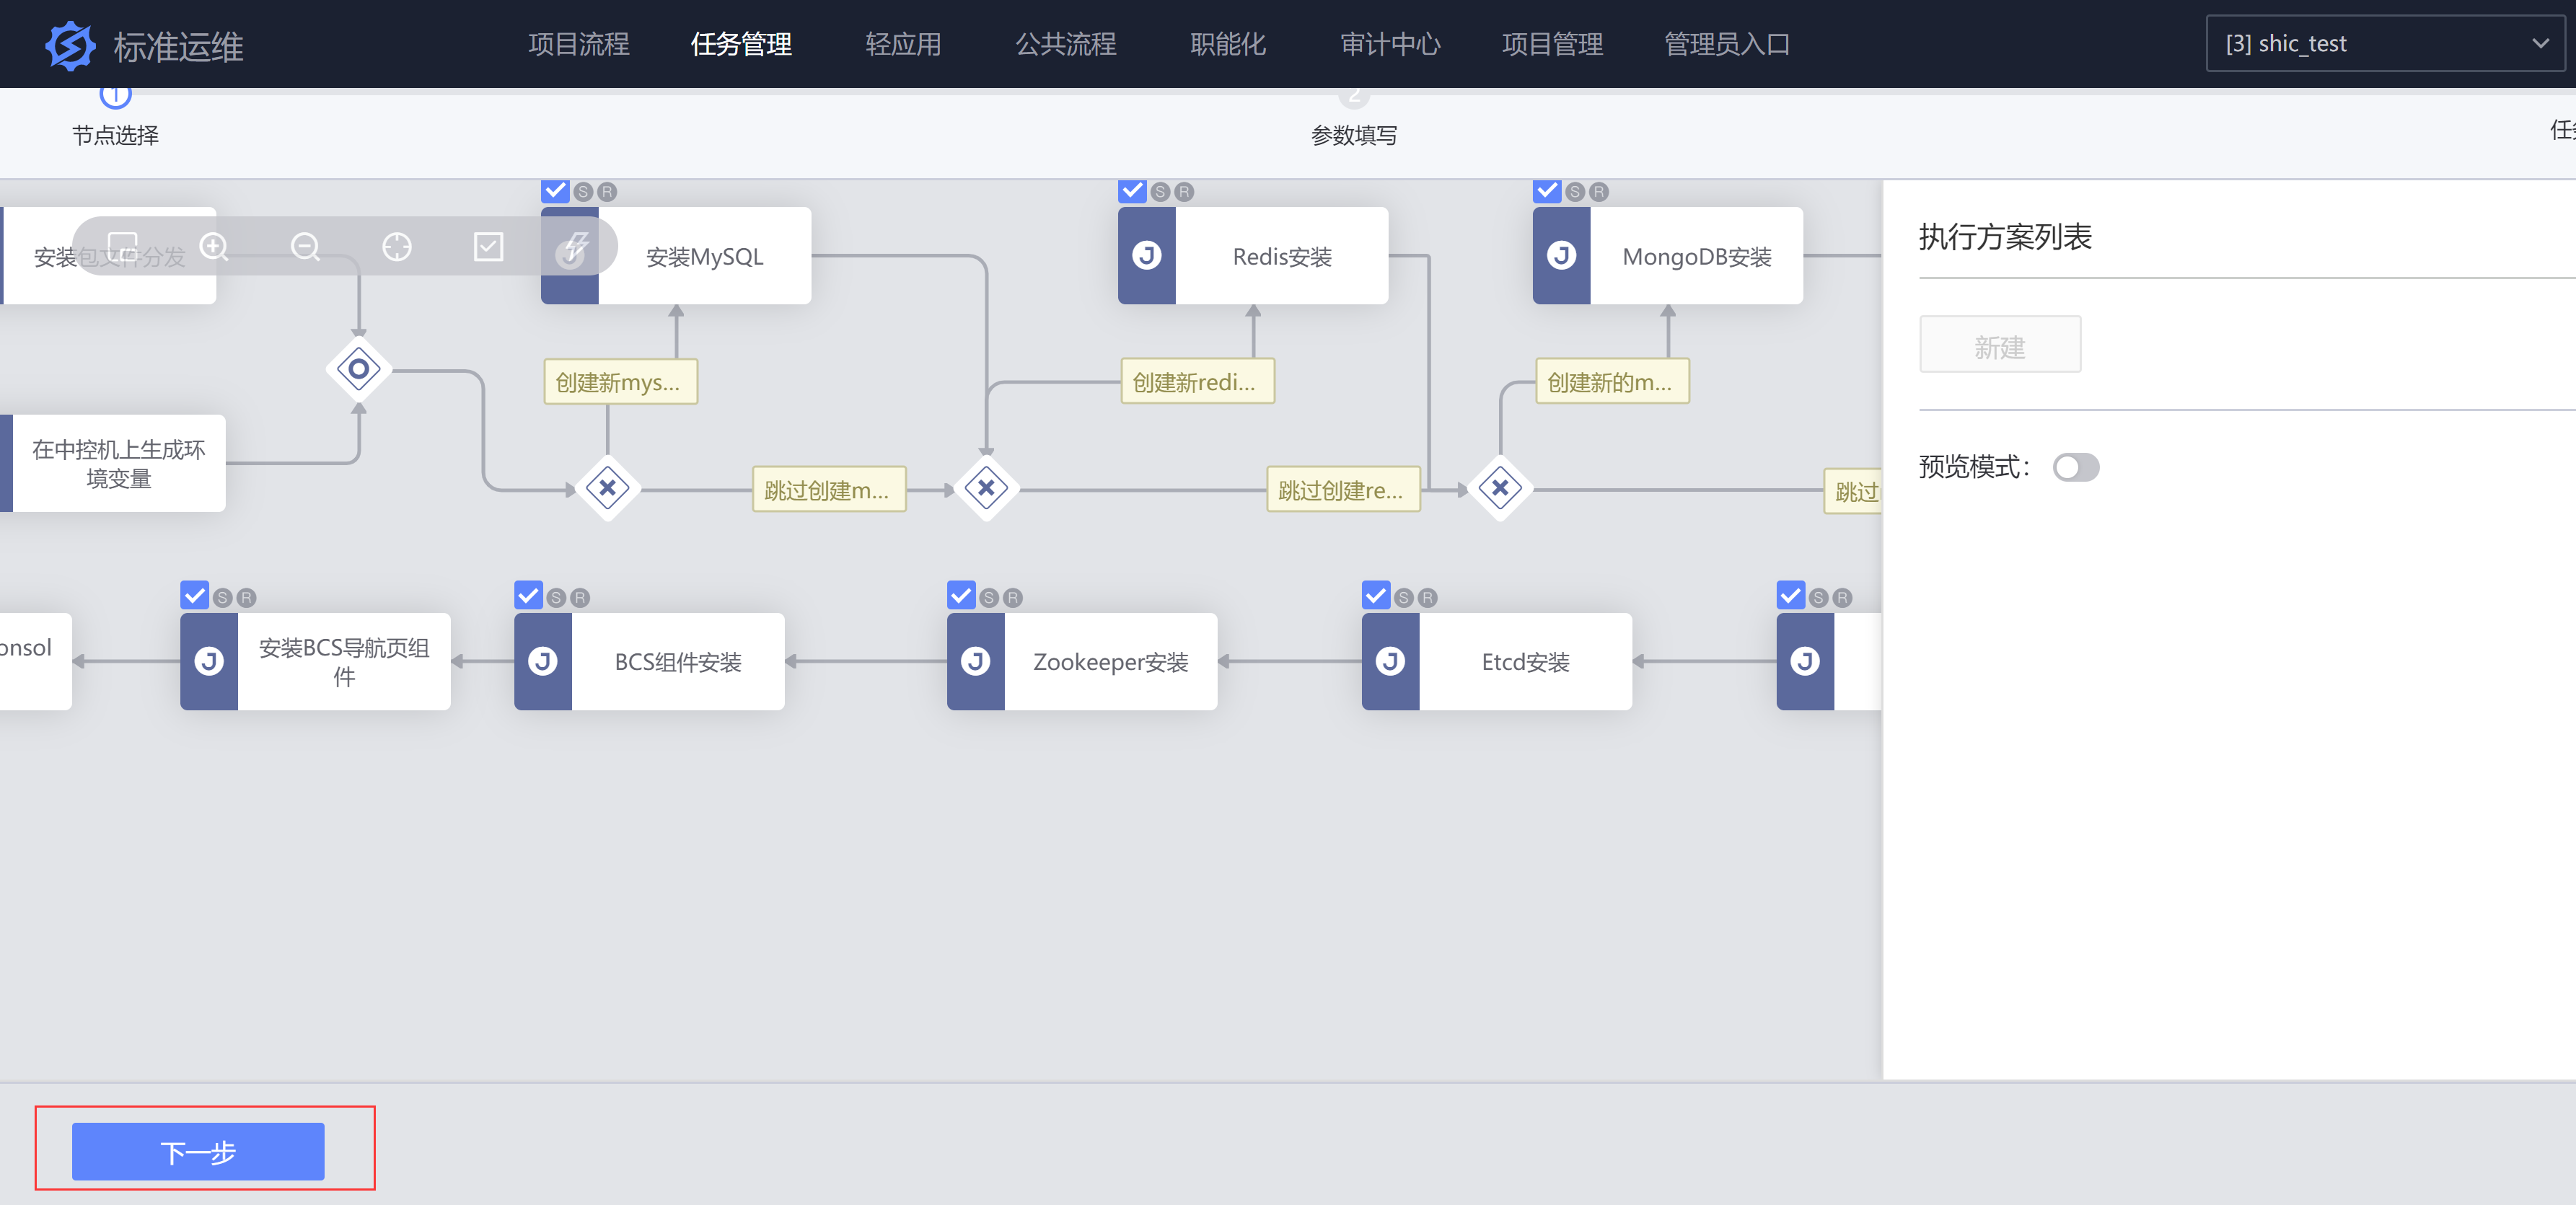 标准运维
项目流程 任务管理 轻应用 公共流程 职能化 审计中心 项目管理 管理员入口
[3] shic_test
1
节点选择
2
参数填写
S R
S R
S R
安装包文件分发
J
安装MySQL
J
Redis安装
J
MongoDB安装
创建新mys...
创建新redi...
创建新的m...
在中控机上生成环
境变量
跳过创建m...
跳过创建re...
跳过
执行方案列表
新建
预览模式：
S R
S R
S R
S R
S R
onsol
J
安装BCS导航页组
件
J
BCS组件安装
J
Zookeeper安装
J
Etcd安装
J
下一步